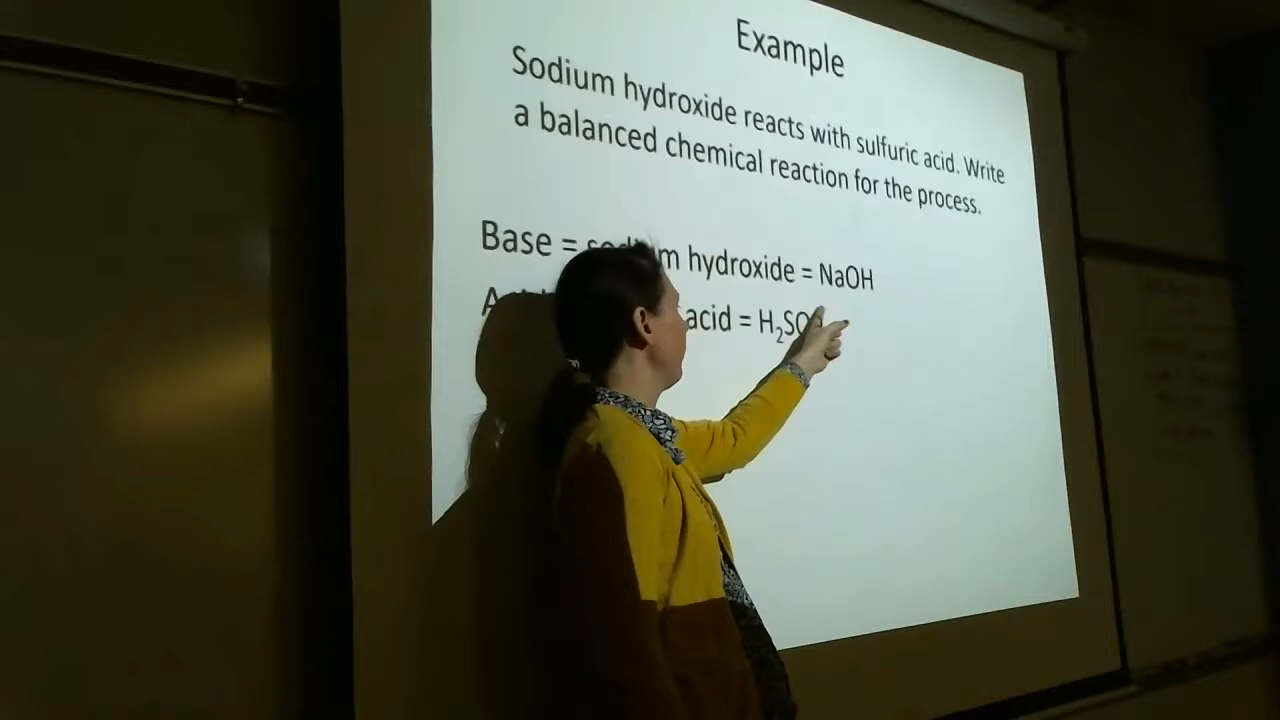 Example
Sodium hydroxide reacts with sulfuric acid. Write
a balanced chemical reaction for the process.
Base = sodium hydroxide = NaOH
acid = H₂SO